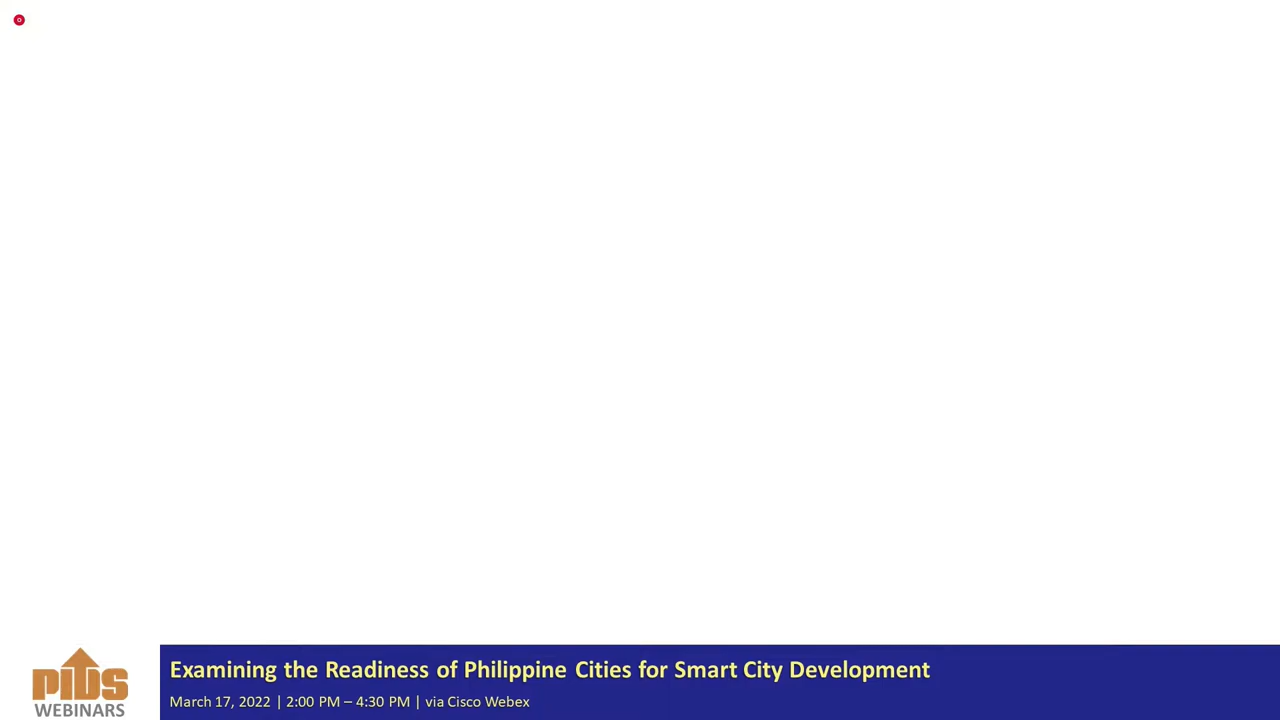 Examining the Readiness of Philippine Cities for Smart City Development
March 17, 2022 | 2:00 PM – 4:30 PM | via Cisco Webex
PIDS
WEBINARS